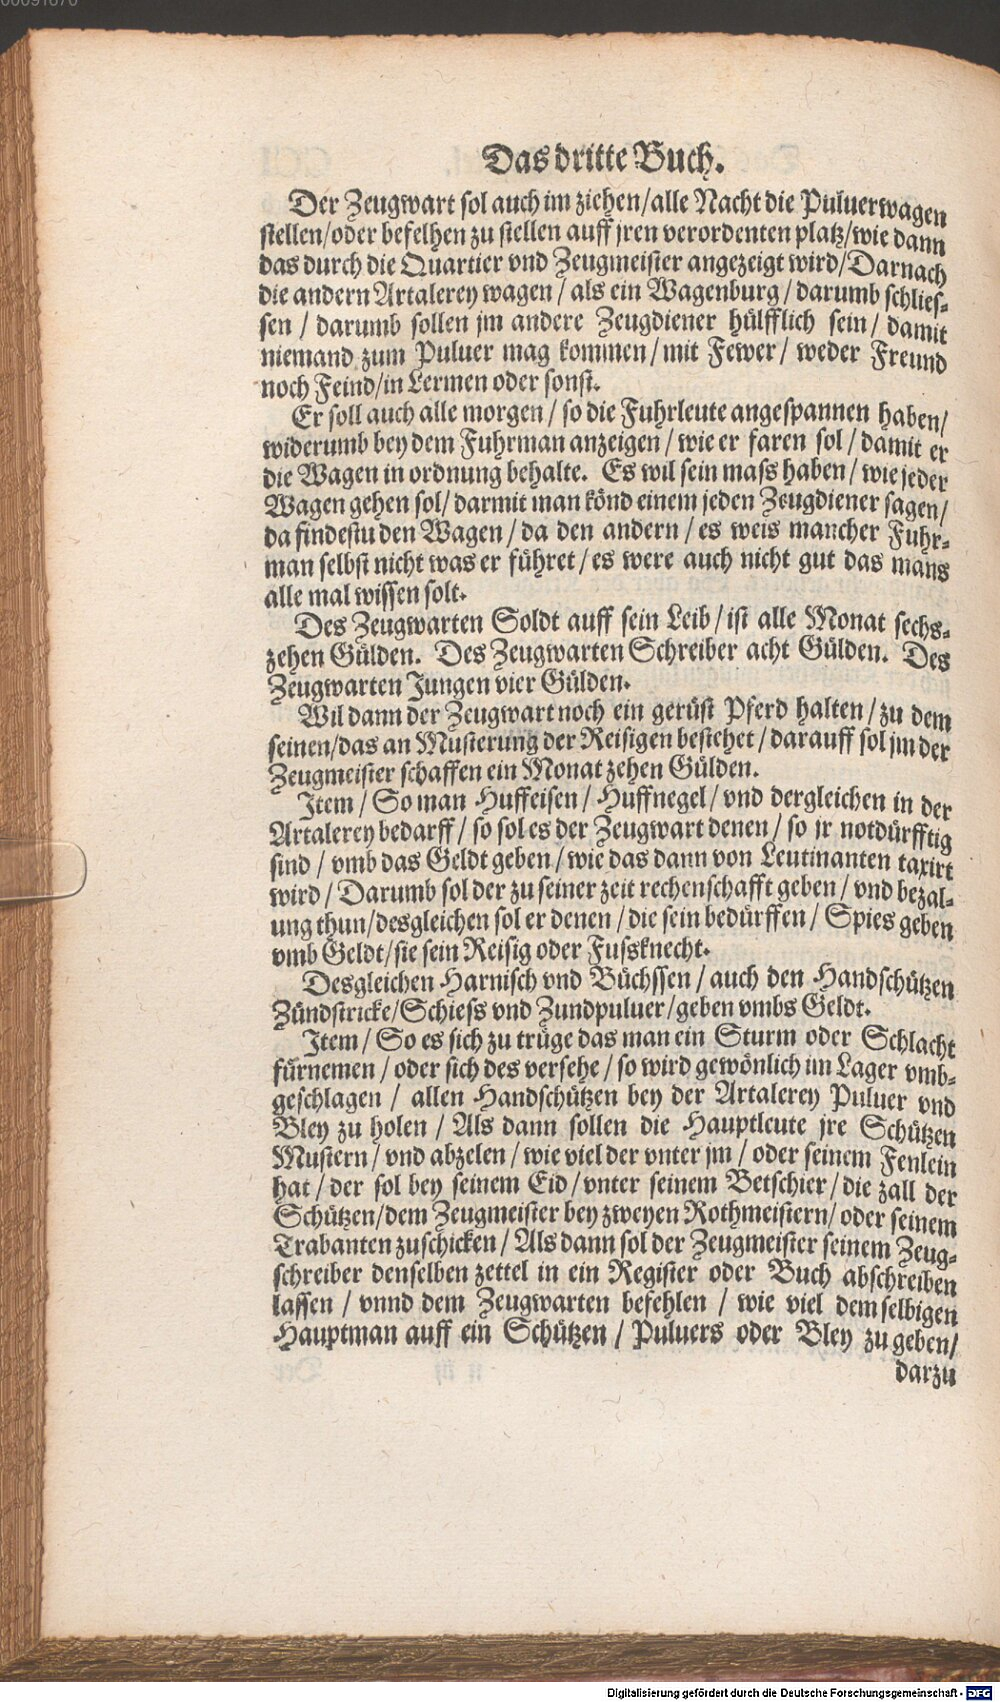 Das dritte Buch.
Der Zeugwart sol auch im ziehen/alle Nacht die Puluerwagen
stellen/oder befelhen zu stellen auff jren verordenten platz/wie dann
das durch die Quartier vnd Zeugmeister angezeigt wird/Darnach
die andern Artalerey wagen / als ein Wagenburg / darumb schlies-
sen / darumb sollen jm andere Zeugdiener hülfflich sein / damit
niemand zum Puluer mag kommen / mit Fewer / weder Freund
noch Feind/in Lermen oder sonst.
Er soll auch alle morgen / so die Fuhrleute angespannen haben/
widerumb bey dem Fuhrman anzeigen / wie er faren sol / damit er
die Wagen in ordnung behalte. Es wil sein mass haben / wie jeder
Wagen gehen sol/ darmit man könd einem jeden Zeugdiener sagen/
da findestu den Wagen / da den andern / es weis mancher Fuhr-
man selbst nicht was er führet / es were auch nicht gut das mans
alle mal wissen solt.
Des Zeugwarten Soldt auff sein Leib / ist alle Monat sechs-
zehen Gülden. Des Zeugwarten Schreiber acht Gülden. Des
Zeugwarten Jungen vier Gülden.
Wil dann der Zeugwart noch ein gerüst Pferd halten / zu dem
seinen/das an Musterung der Reisigen bestehet / darauff sol jm der
Zeugmeister schaffen ein Monat zehen Gülden.
Item / So man Huffeisen / Huffnegel / vnd dergleichen in der
Artalerey bedarff / so sol es der Zeugwart denen / so jr notdürfftig
sind / vmb das Geldt geben / wie das dann von Leutinanten taxirt
wird / Darumb sol der zu seiner zeit rechenschafft geben / vnd bezal-
ung thun/desgleichen sol er denen / die sein bedürffen / Spies geben
vmb Geldt/sie sein Reisig oder Fussknecht.
Desgleichen Harnisch vnd Büchssen / auch den Handschützen
Zündstricke/Schiess vnd Zundpuluer/geben vmbs Geldt.
Item / So es sich zu trüge das man ein Sturm oder Schlacht
fürnemen / oder sich des versehe / so wird gewönlich im Lager vmb-
geschlagen / allen Handschützen bey der Artalerey Puluer vnd
Bley zu holen / Als dann sollen die Hauptleute jre Schützen
Mustern / vnd abzelen / wie viel der vnter jm / oder seinem Fenlein
hat / der sol bey seinem Eid / vnter seinem Betschier / die zall der
Schützen/dem Zeugmeister bey zweyen Rothmeistern/ oder seinem
Trabanten zuschicken / Als dann sol der Zeugmeister seinem Zeug-
schreiber denselben zettel in ein Register oder Buch abschreiben
lassen / vnnd dem Zeugwarten befehlen / wie viel demselbigen
Hauptman auff ein Schützen / Puluers oder Bley zu geben/
darzu
Digitalisierung gefördert durch die Deutsche Forschungsgemeinschaft - DFG